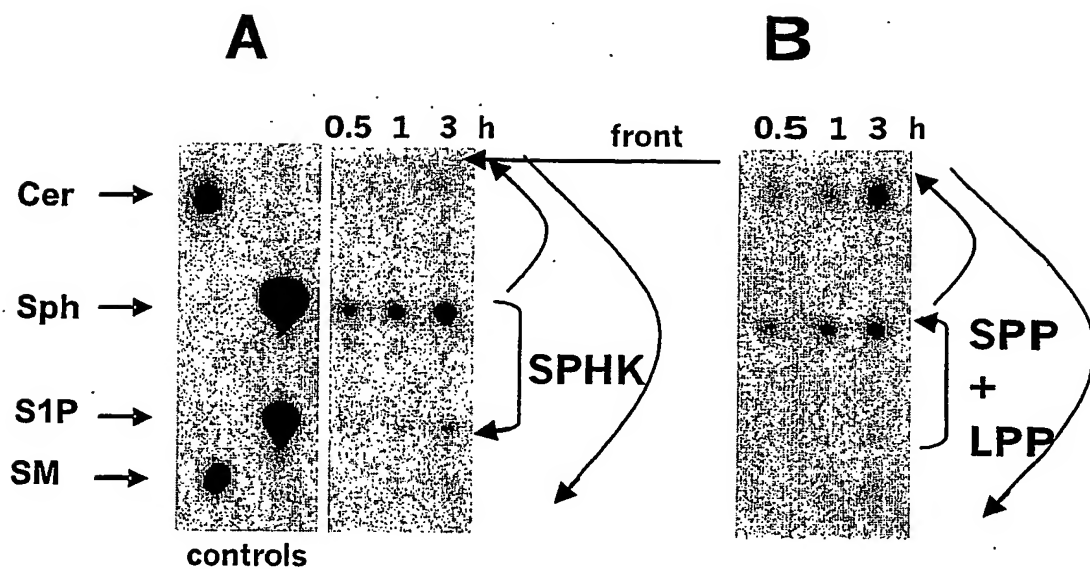 A
B
0.5 1 3 h
front
0.5 1 3 h
Cer
Sph
SPHK
SPP
+
LPP
S1P
SM
controls